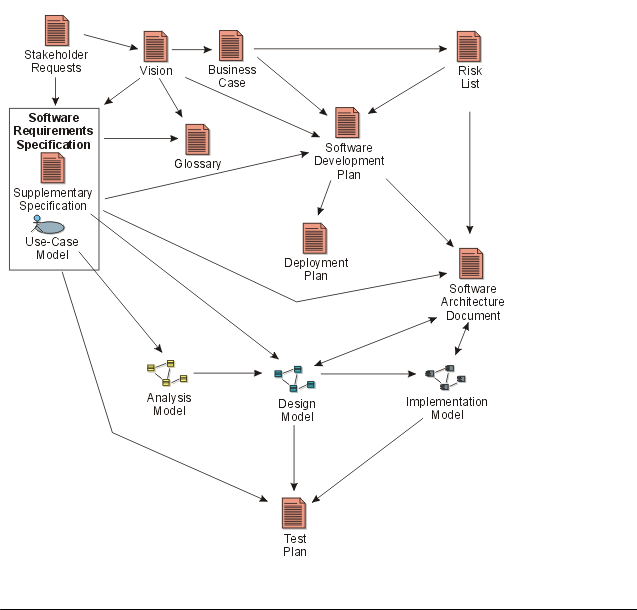 Stakeholder
Requests
Vision
Business
Case
Risk
List
Software
Requirements
Specification
Supplementary
Specification
Use-Case
Model
Glossary
Software
Development
Plan
Deployment
Plan
Software
Architecture
Document
Analysis
Model
Design
Model
Implementation
Model
Test
Plan